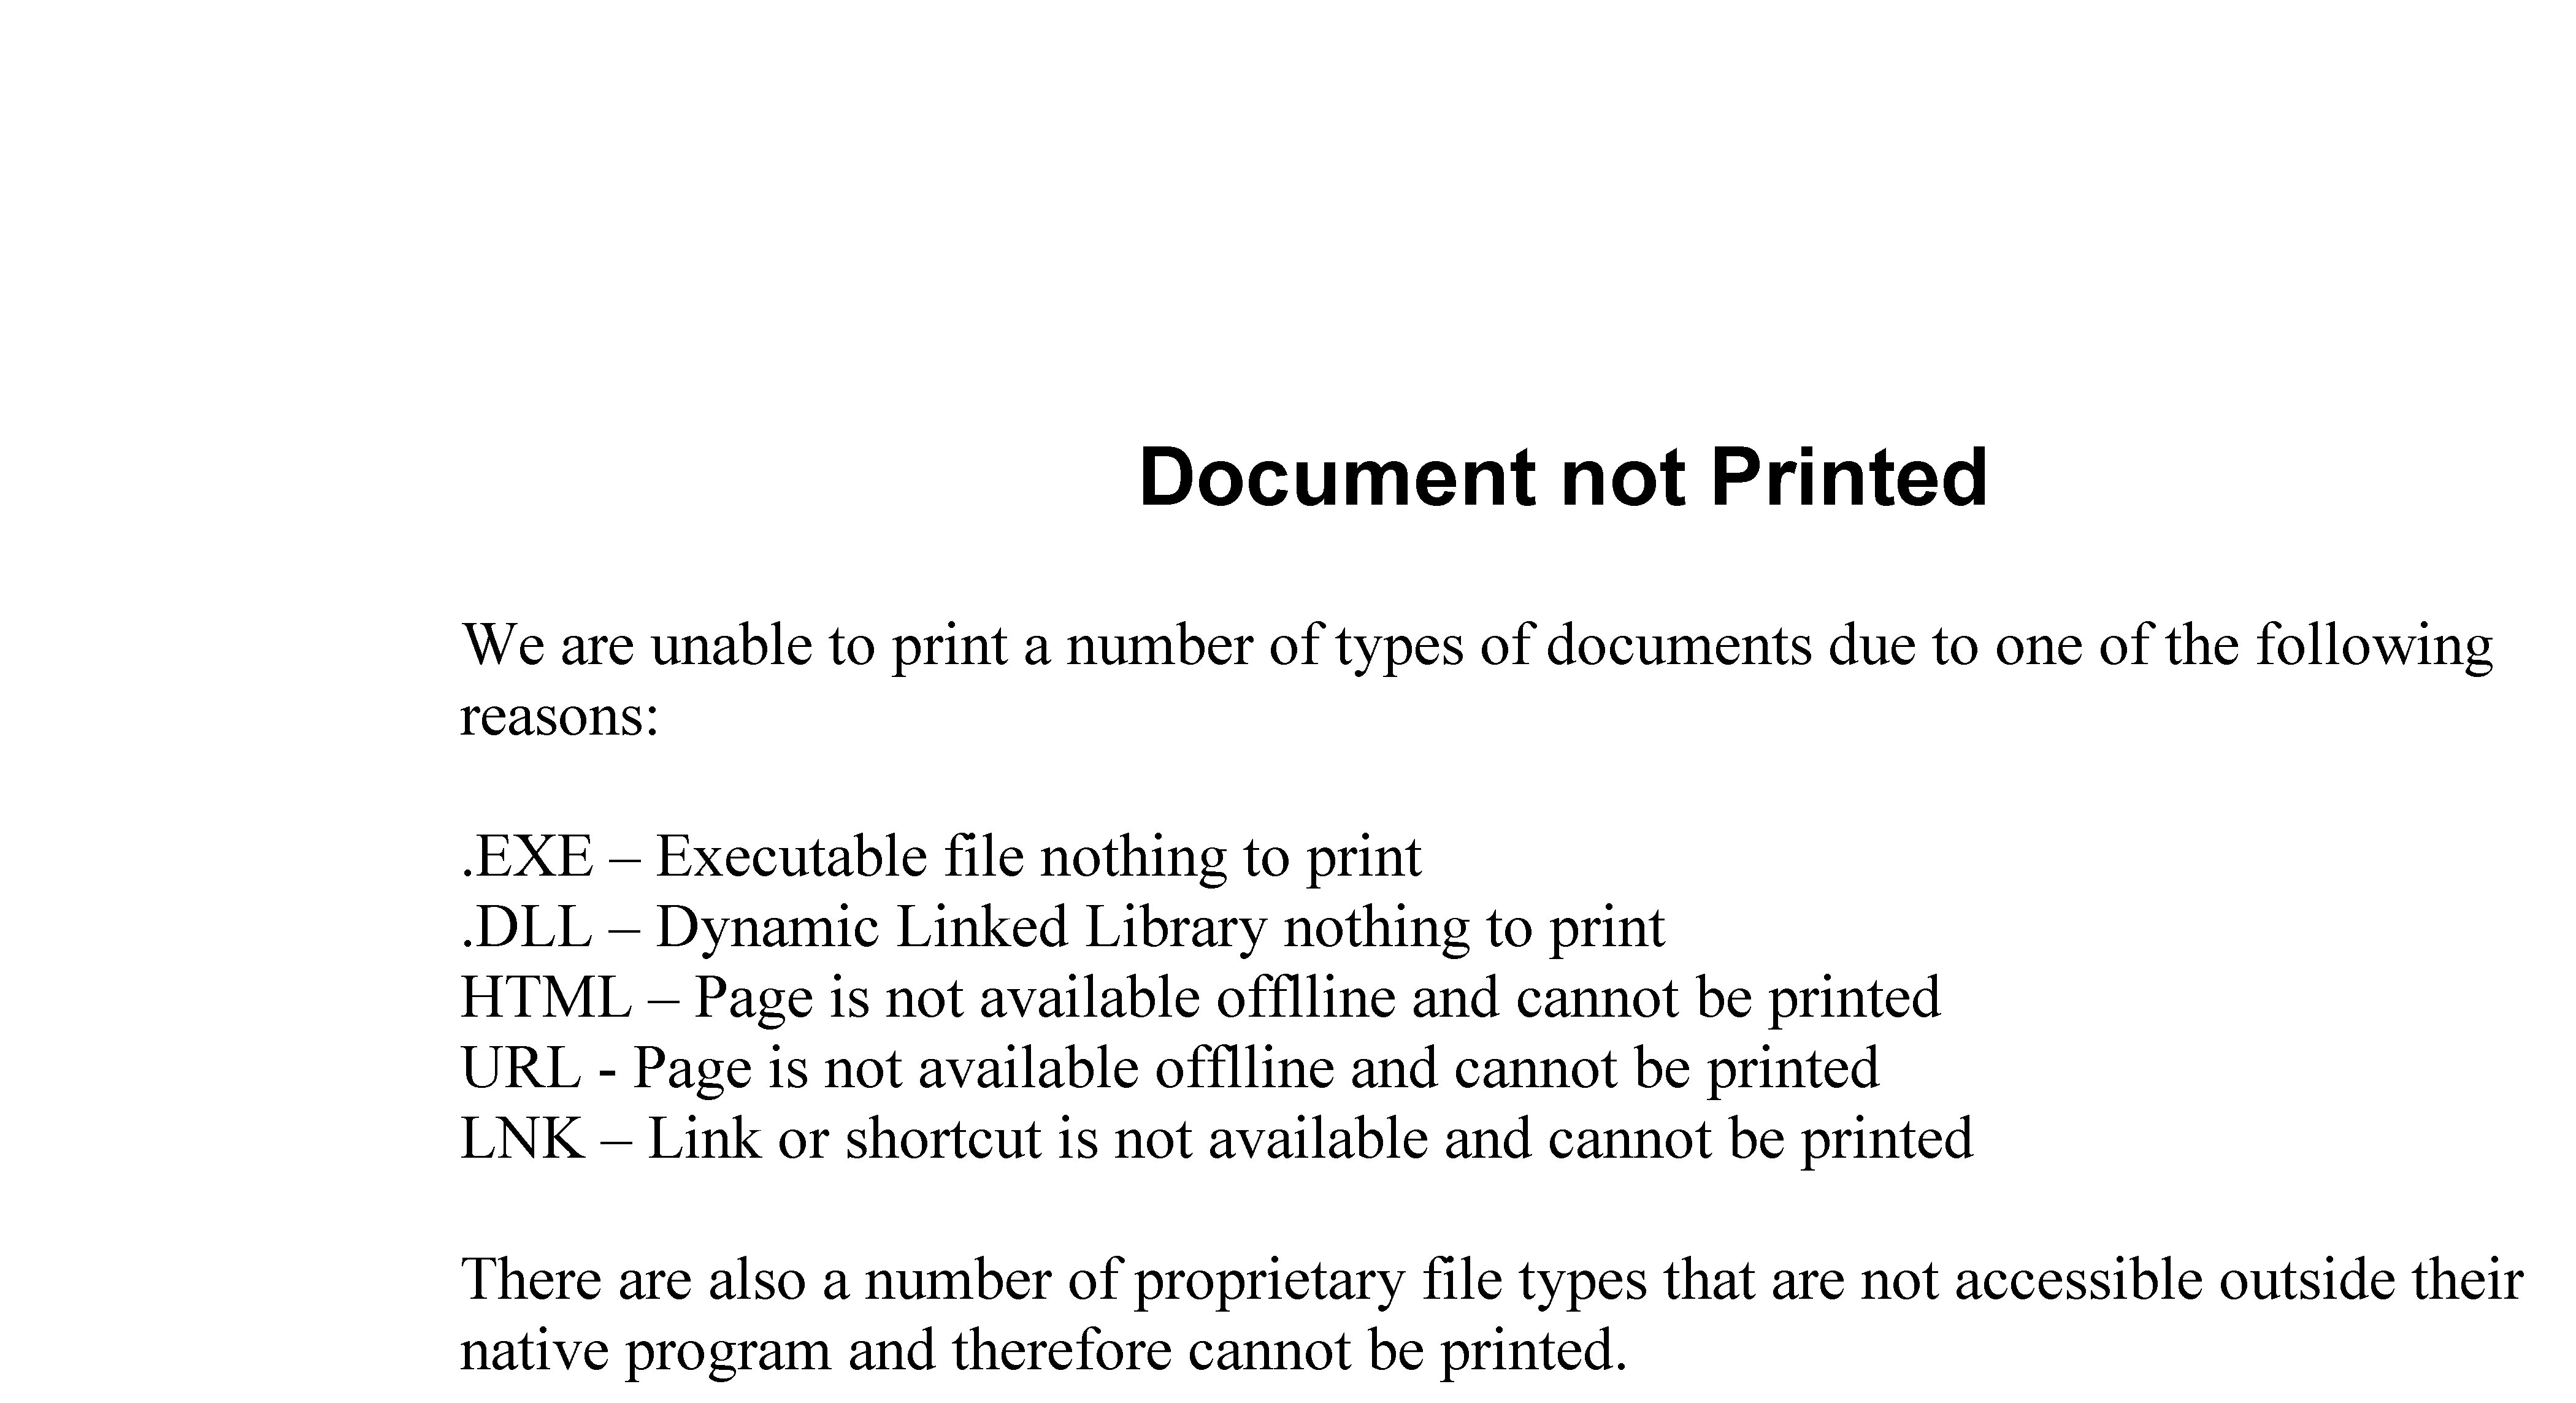 Document not Printed
We are unable to print a number of types of documents due to one of the following
reasons:
.EXE – Executable file nothing to print
.DLL – Dynamic Linked Library nothing to print
HTML – Page is not available offlline and cannot be printed
URL - Page is not available offlline and cannot be printed
LNK – Link or shortcut is not available and cannot be printed
There are also a number of proprietary file types that are not accessible outside their
native program and therefore cannot be printed.